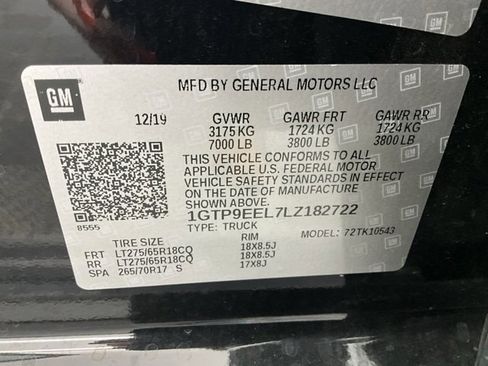 GM
MFD BY GENERAL MOTORS LLC
12/19 GVWR GAWR FRT GAWR RR
3175 KG 1724 KG 1724 KG
7000 LB 3800 LB 3800 LB
THIS VEHICLE CONFORMS TO ALL
APPLICABLE U.S. FEDERAL MOTOR
VEHICLE SAFETY STANDARDS IN
EFFECT ON THE DATE OF MANUFACTURE
SHOWN ABOVE.
1GTP9EEL7LZ182722
8555 TYPE: TRUCK MODEL: 72TK10543
TIRE SIZE RIM
FRT LT275/65R18CQ 18X8.5J
RR LT275/65R18CQ 18X8.5J
SPA 265/70R17 S 17X8J